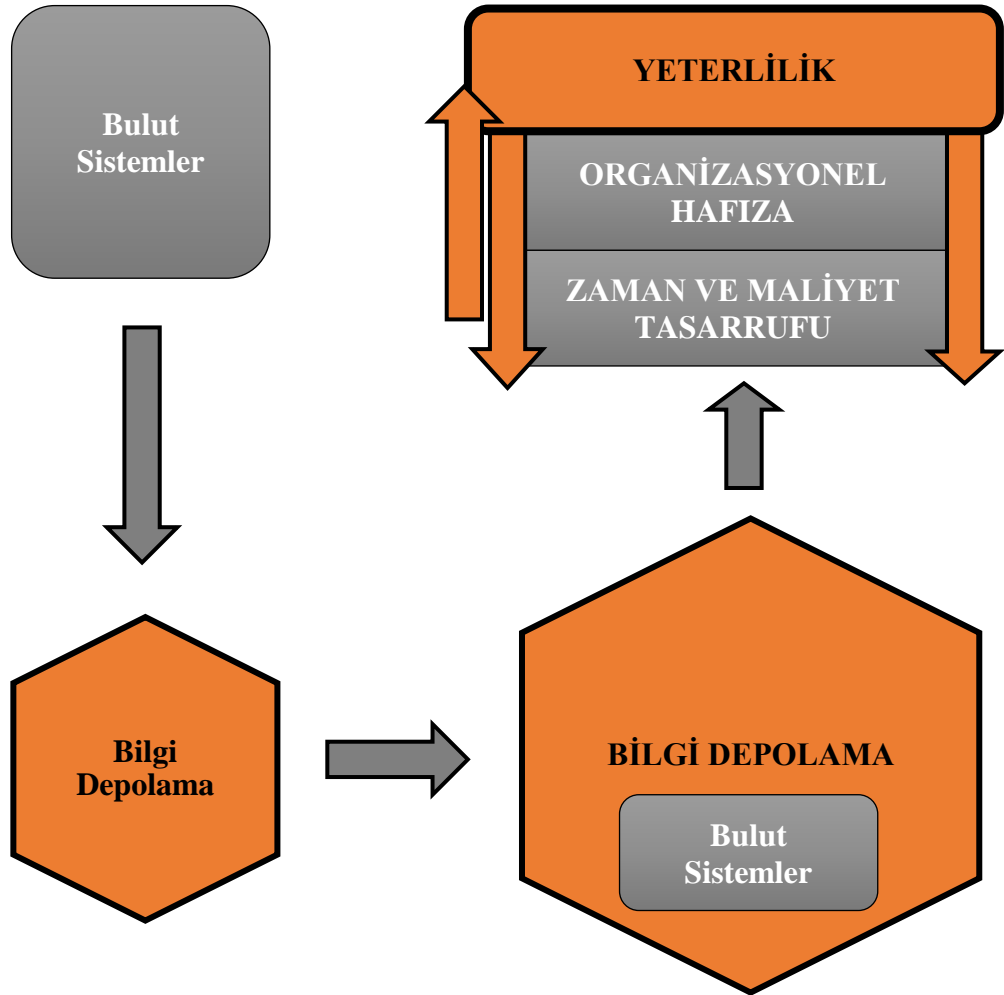 Bulut
Sistemler
YETERLİLİK
ORGANİZASYONEL
HAFIZA
ZAMAN VE MALİYET
TASARRUFU
Bilgi
Depolama
BİLGİ DEPOLAMA
Bulut
Sistemler